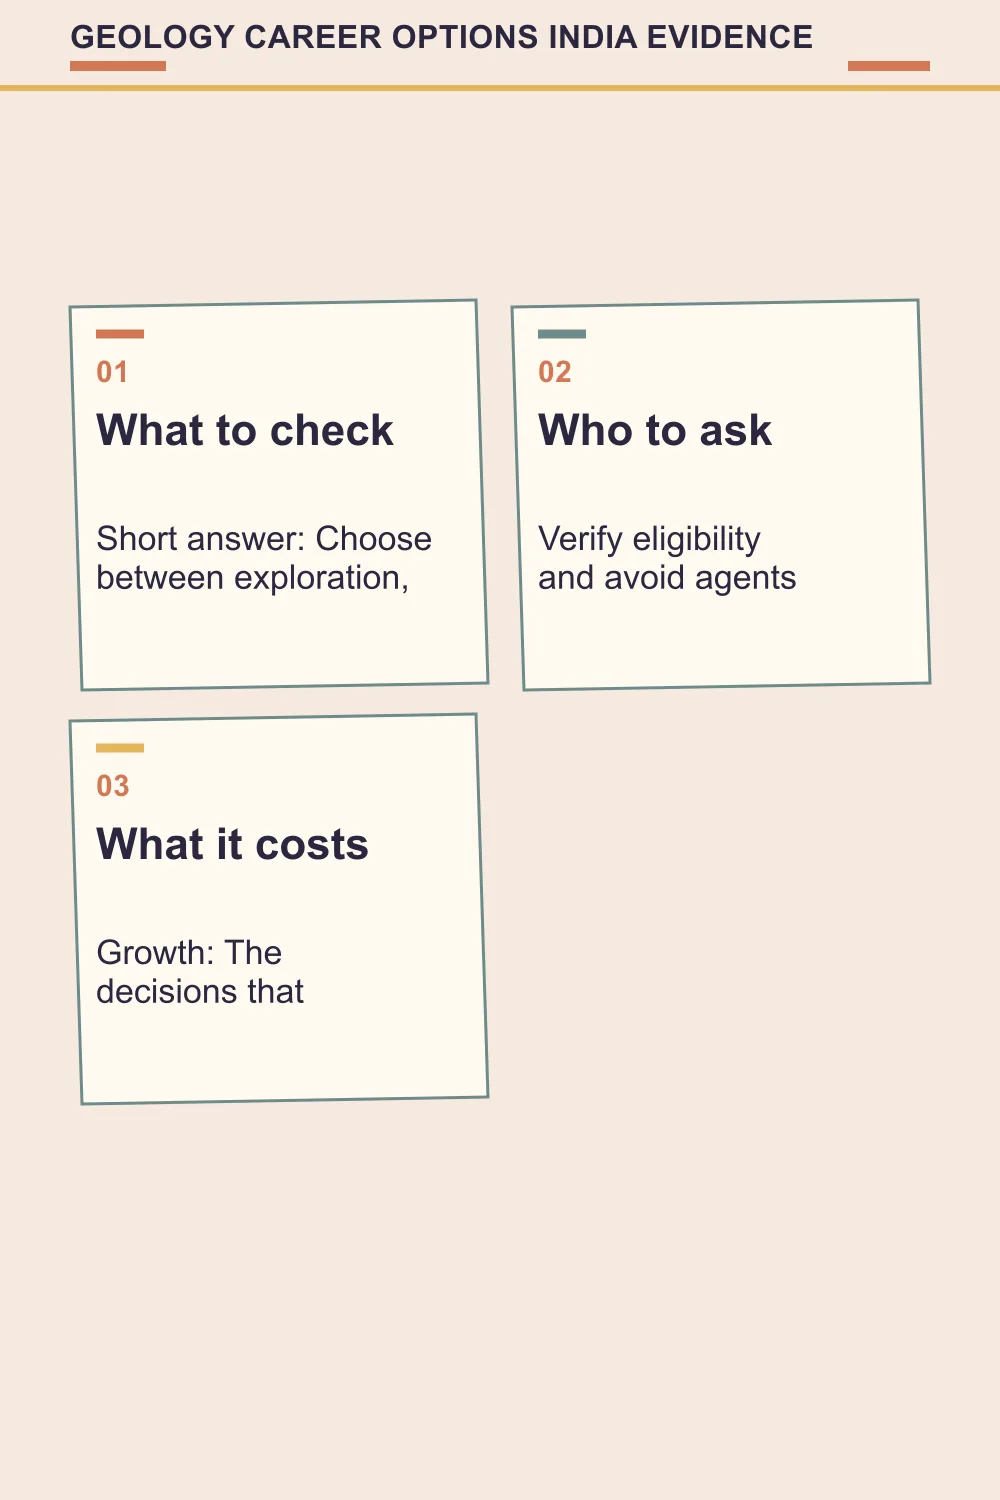 GEOLOGY CAREER OPTIONS INDIA EVIDENCE
01
What to check
Short answer: Choose
between exploration,
02
Who to ask
Verify eligibility
and avoid agents
03
What it costs
Growth: The
decisions that